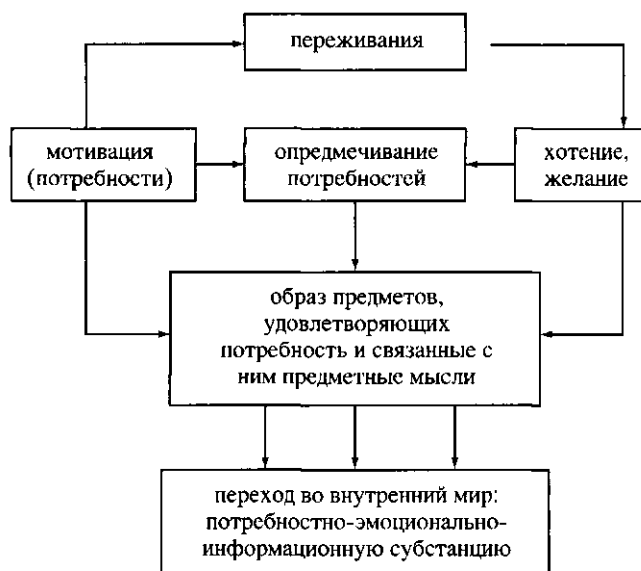 переживания
мотивация
(потребности)
опредмечивание
потребностей
хотение,
желание
образ предметов,
удовлетворяющих
потребность и связанные с
ним предметные мысли
переход во внутренний мир:
потребностно-эмоционально-
информационную субстанцию